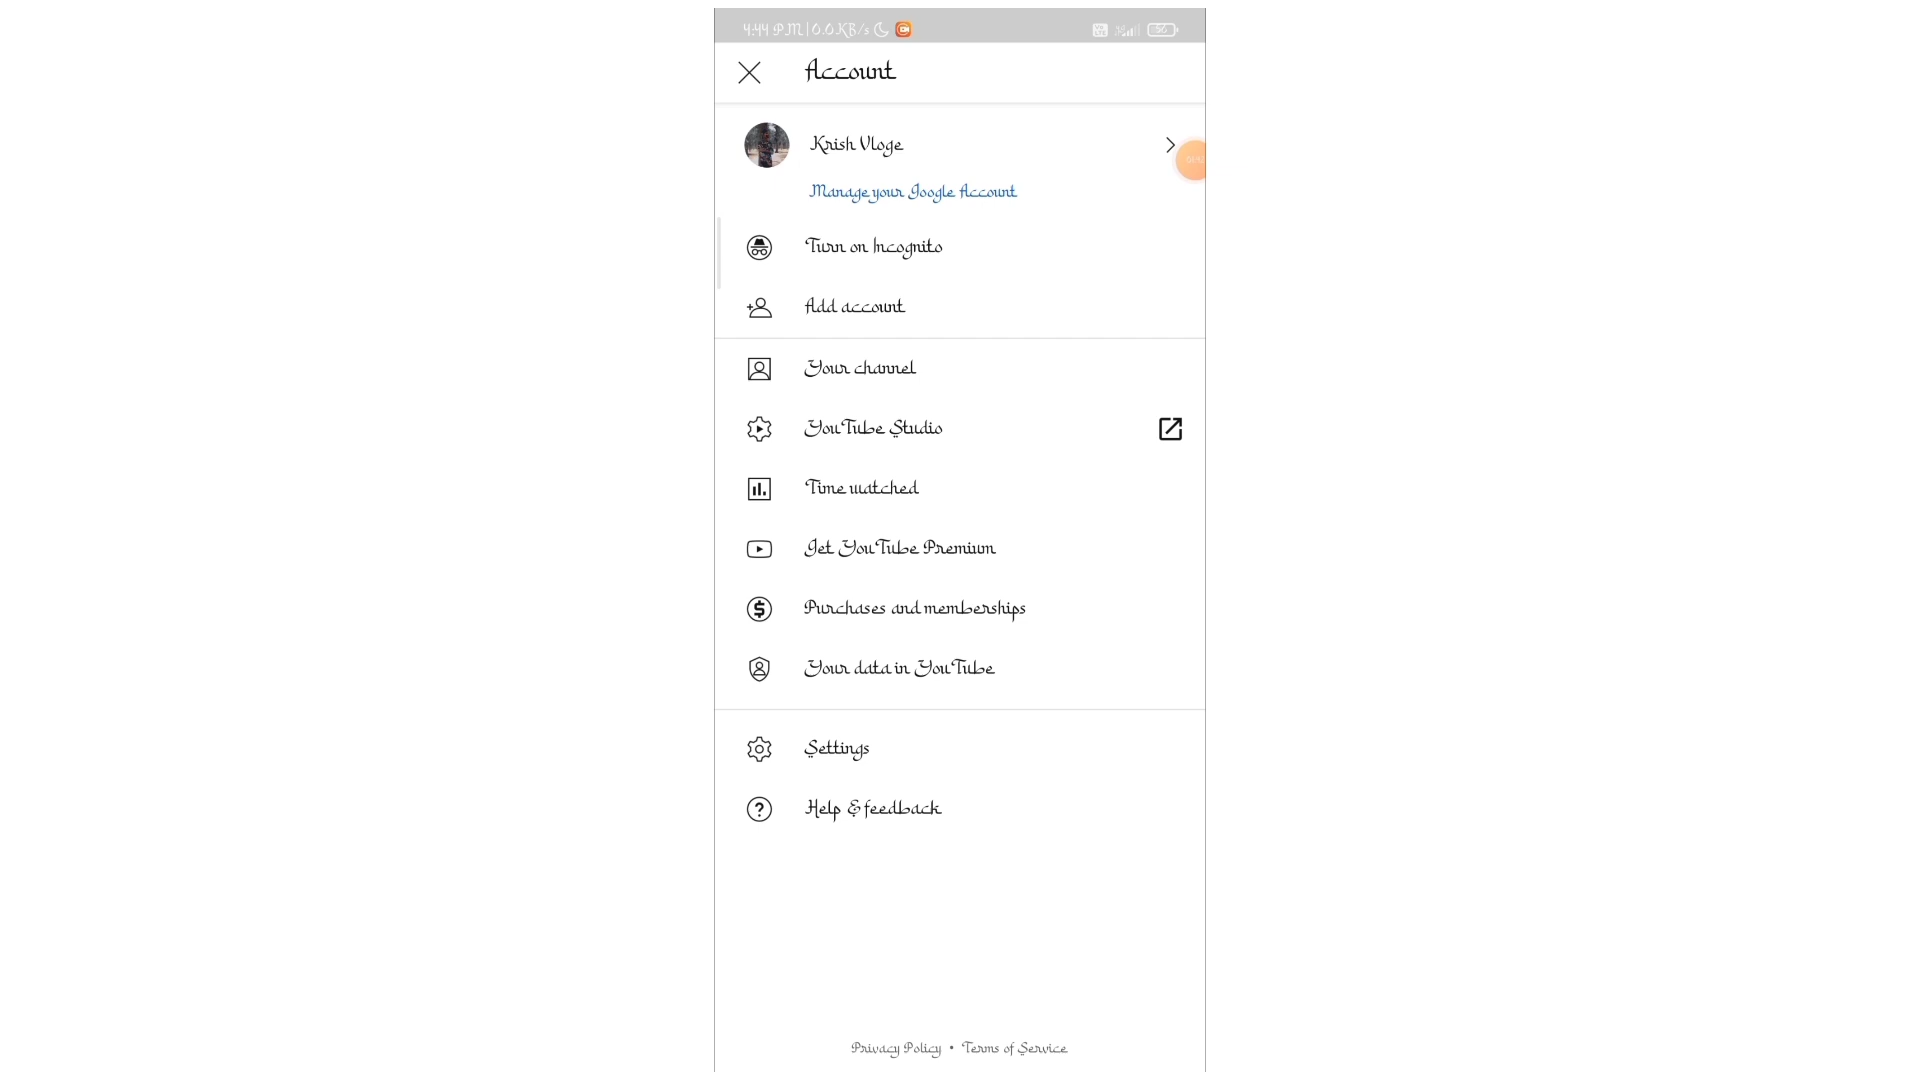 4:44 PM | 0.0KB/s
Account
Krish Vloge
Manage your Google Account
Turn on Incognito
Add account
Your channel
YouTube Studio
Time watched
Get YouTube Premium
Purchases and memberships
Your data in YouTube
Settings
Help & feedback
Privacy Policy • Terms of Service